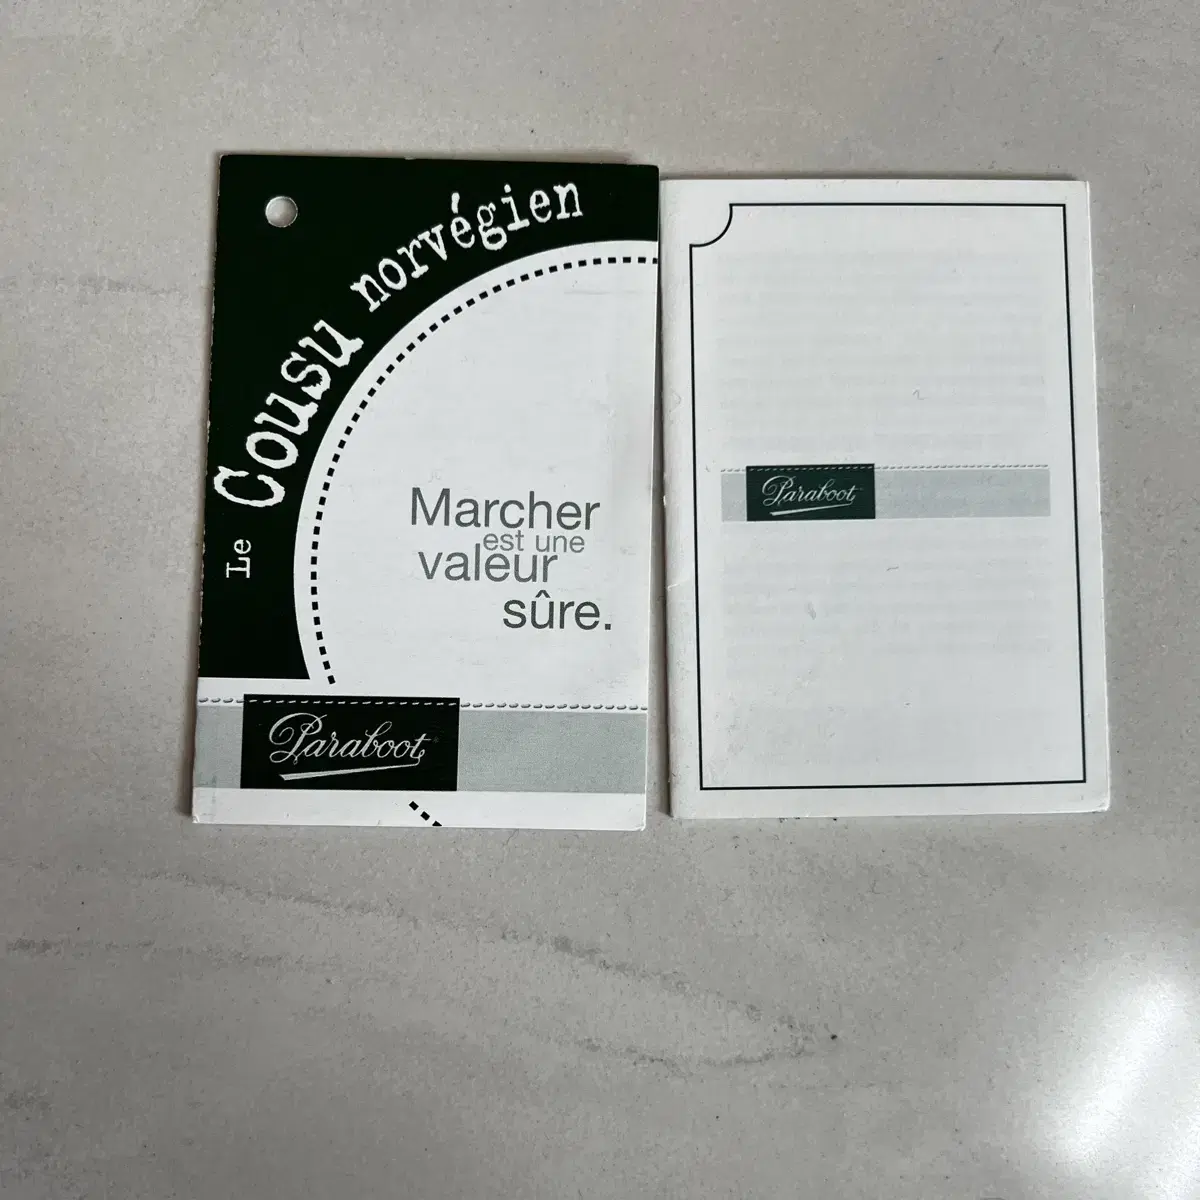 Le Cousu norvégien
Marcher
est une
valeur
sûre.
Paraboot
Paraboot